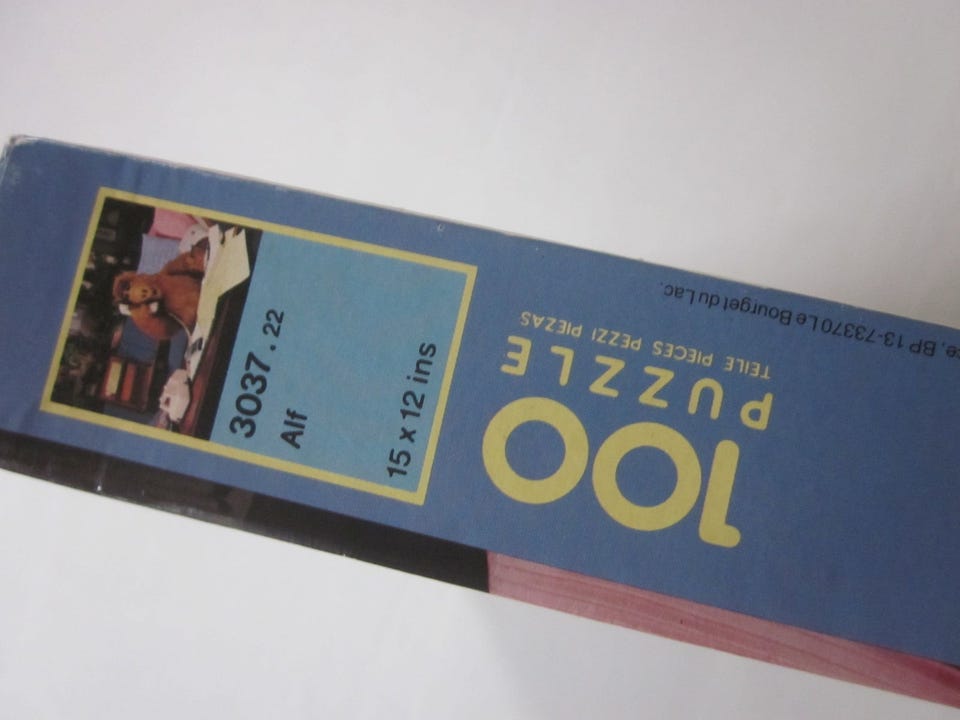 3037.22
Alf
15 x 12 ins
100
PUZZLE
TEILE PIECES PEZZI PIEZAS
BP 13-73370 Le Bourget du Lac.